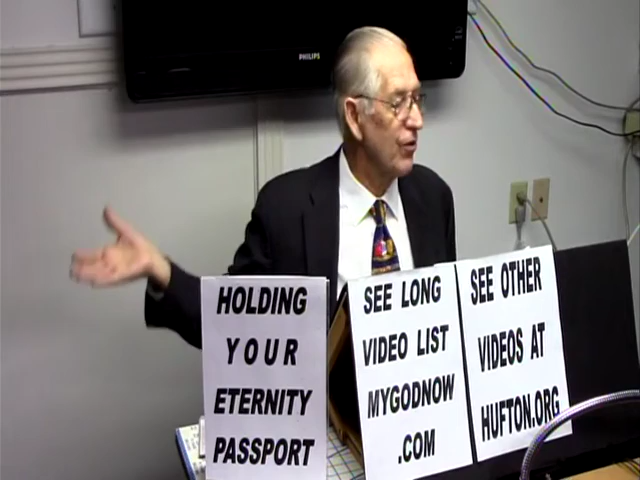 PHILIPS
HOLDING
YOUR
ETERNITY
PASSPORT
SEE LONG
VIDEO LIST
MYGODNOW
.COM
SEE OTHER
VIDEOS AT
HUFTON.ORG